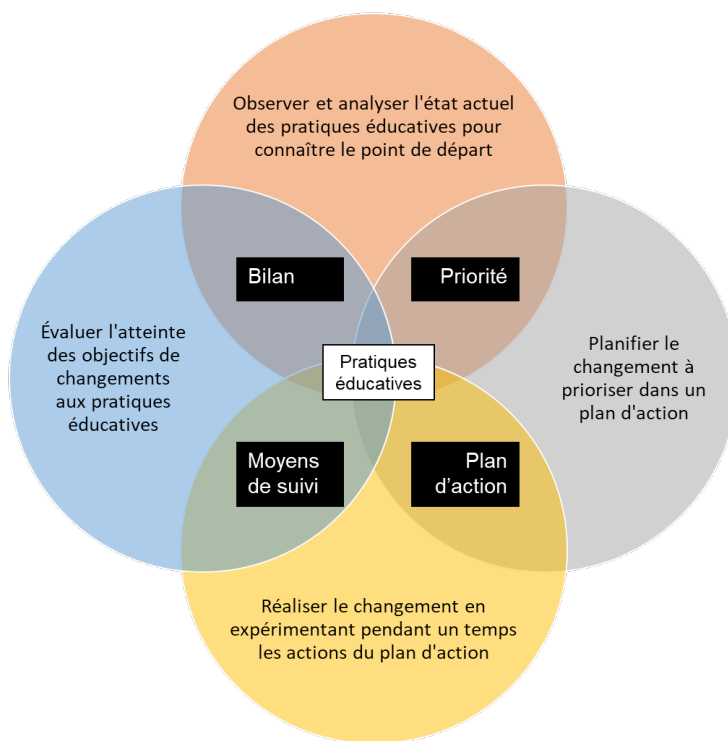 Observer et analyser l'état actuel
des pratiques éducatives pour
connaître le point de départ
Bilan
Priorité
Évaluer l'atteinte
des objectifs de
changements
aux pratiques
éducatives
Pratiques
éducatives
Planifier le
changement à
prioriser dans un
plan d'action
Moyens
de suivi
Plan
d’action
Réaliser le changement en
expérimentant pendant un temps
les actions du plan d'action